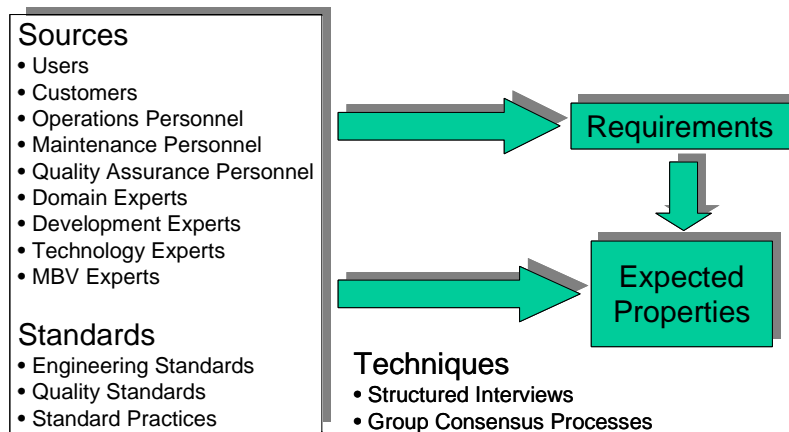 Sources
• Users
• Customers
• Operations Personnel
• Maintenance Personnel
• Quality Assurance Personnel
• Domain Experts
• Development Experts
• Technology Experts
• MBV Experts
Standards
• Engineering Standards
• Quality Standards
• Standard Practices
Requirements
Expected
Properties
Techniques
• Structured Interviews
• Group Consensus Processes